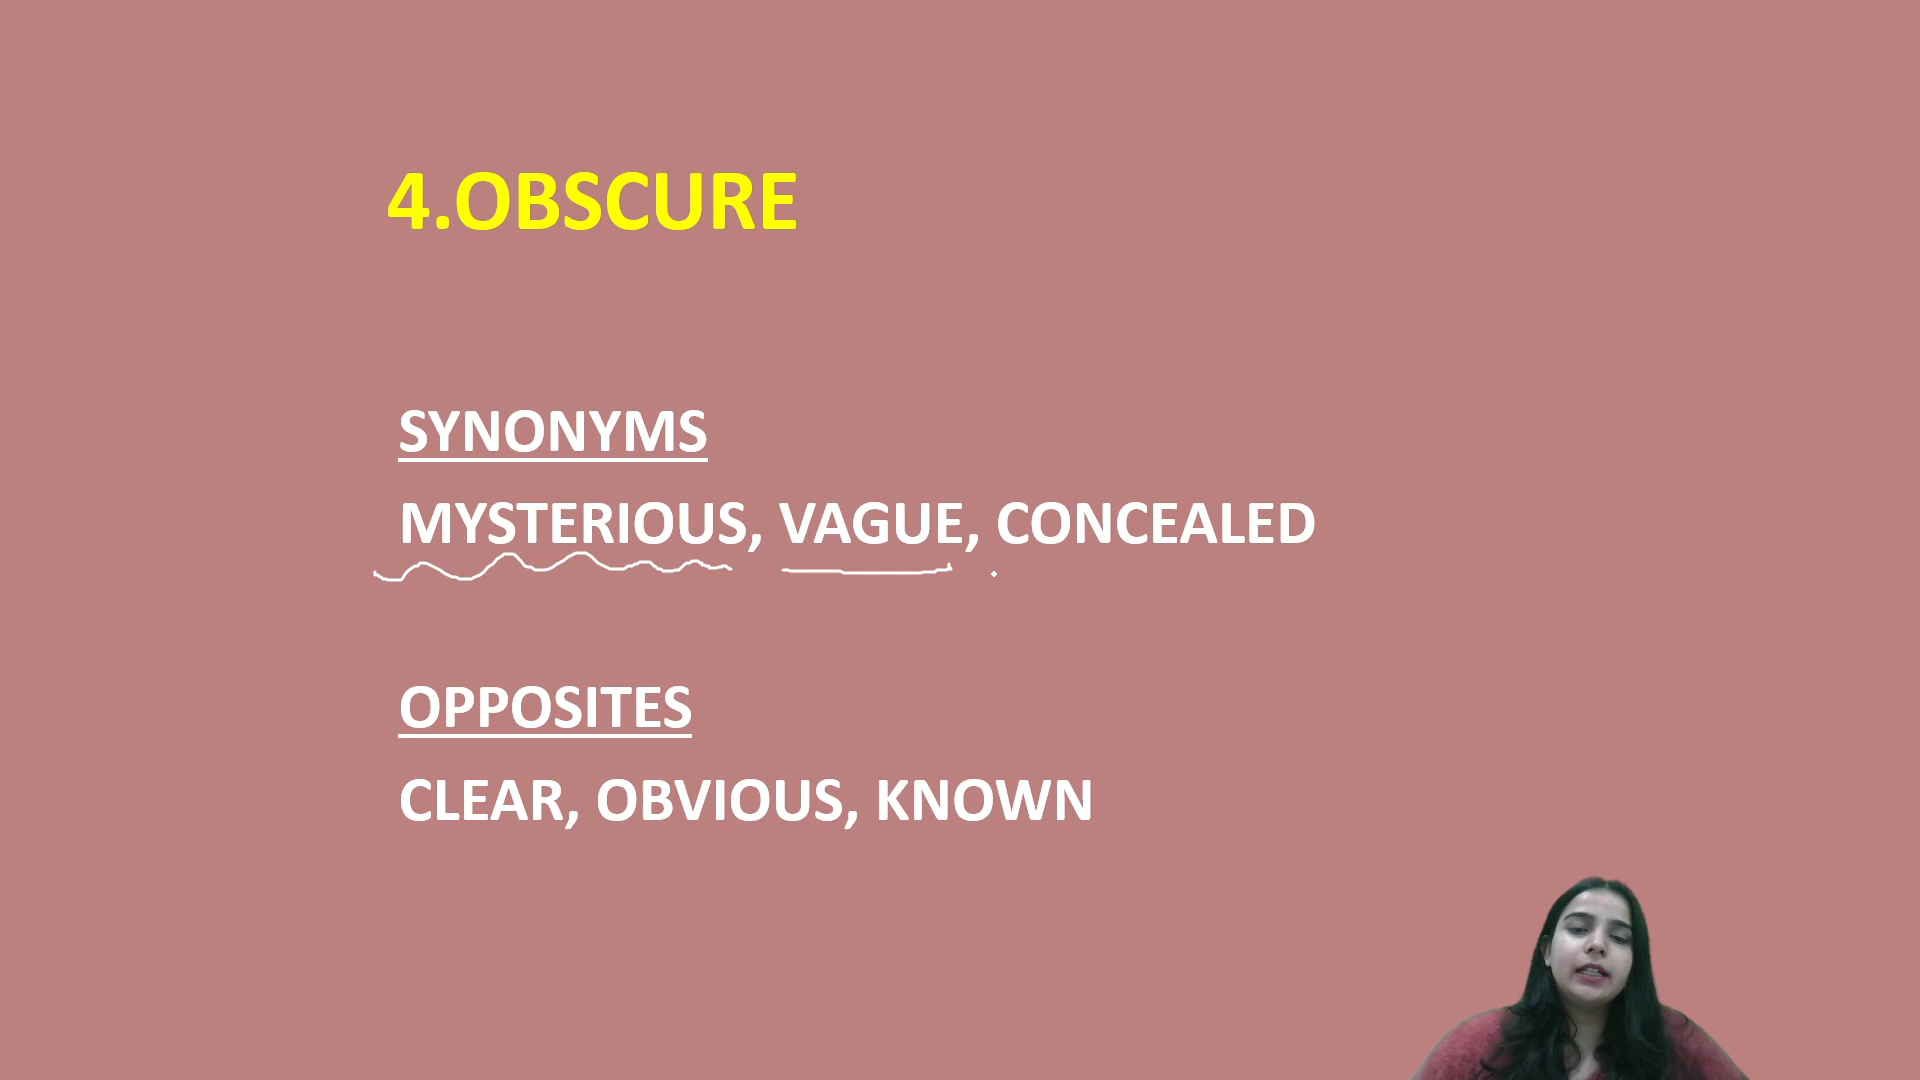 4.OBSCURE
SYNONYMS
MYSTERIOUS, VAGUE, CONCEALED
OPPOSITES
CLEAR, OBVIOUS, KNOWN